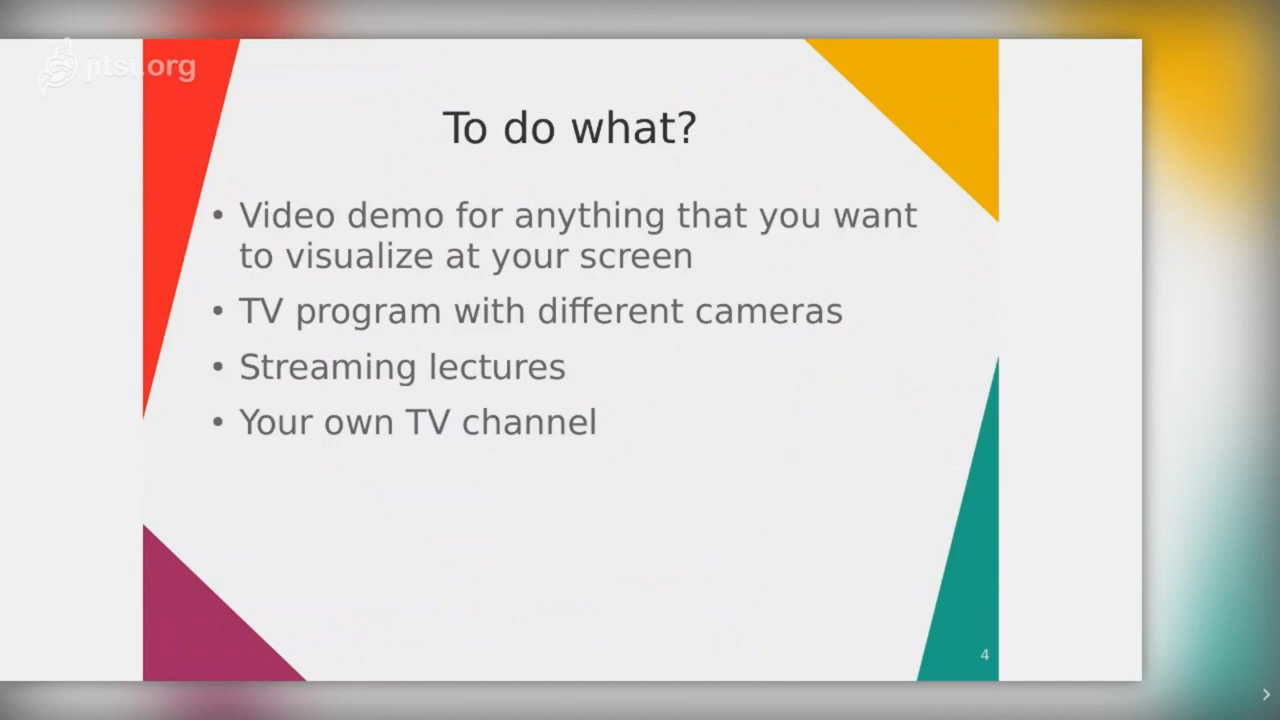 jitsi.org
To do what?
• Video demo for anything that you want
to visualize at your screen
• TV program with different cameras
• Streaming lectures
• Your own TV channel
4